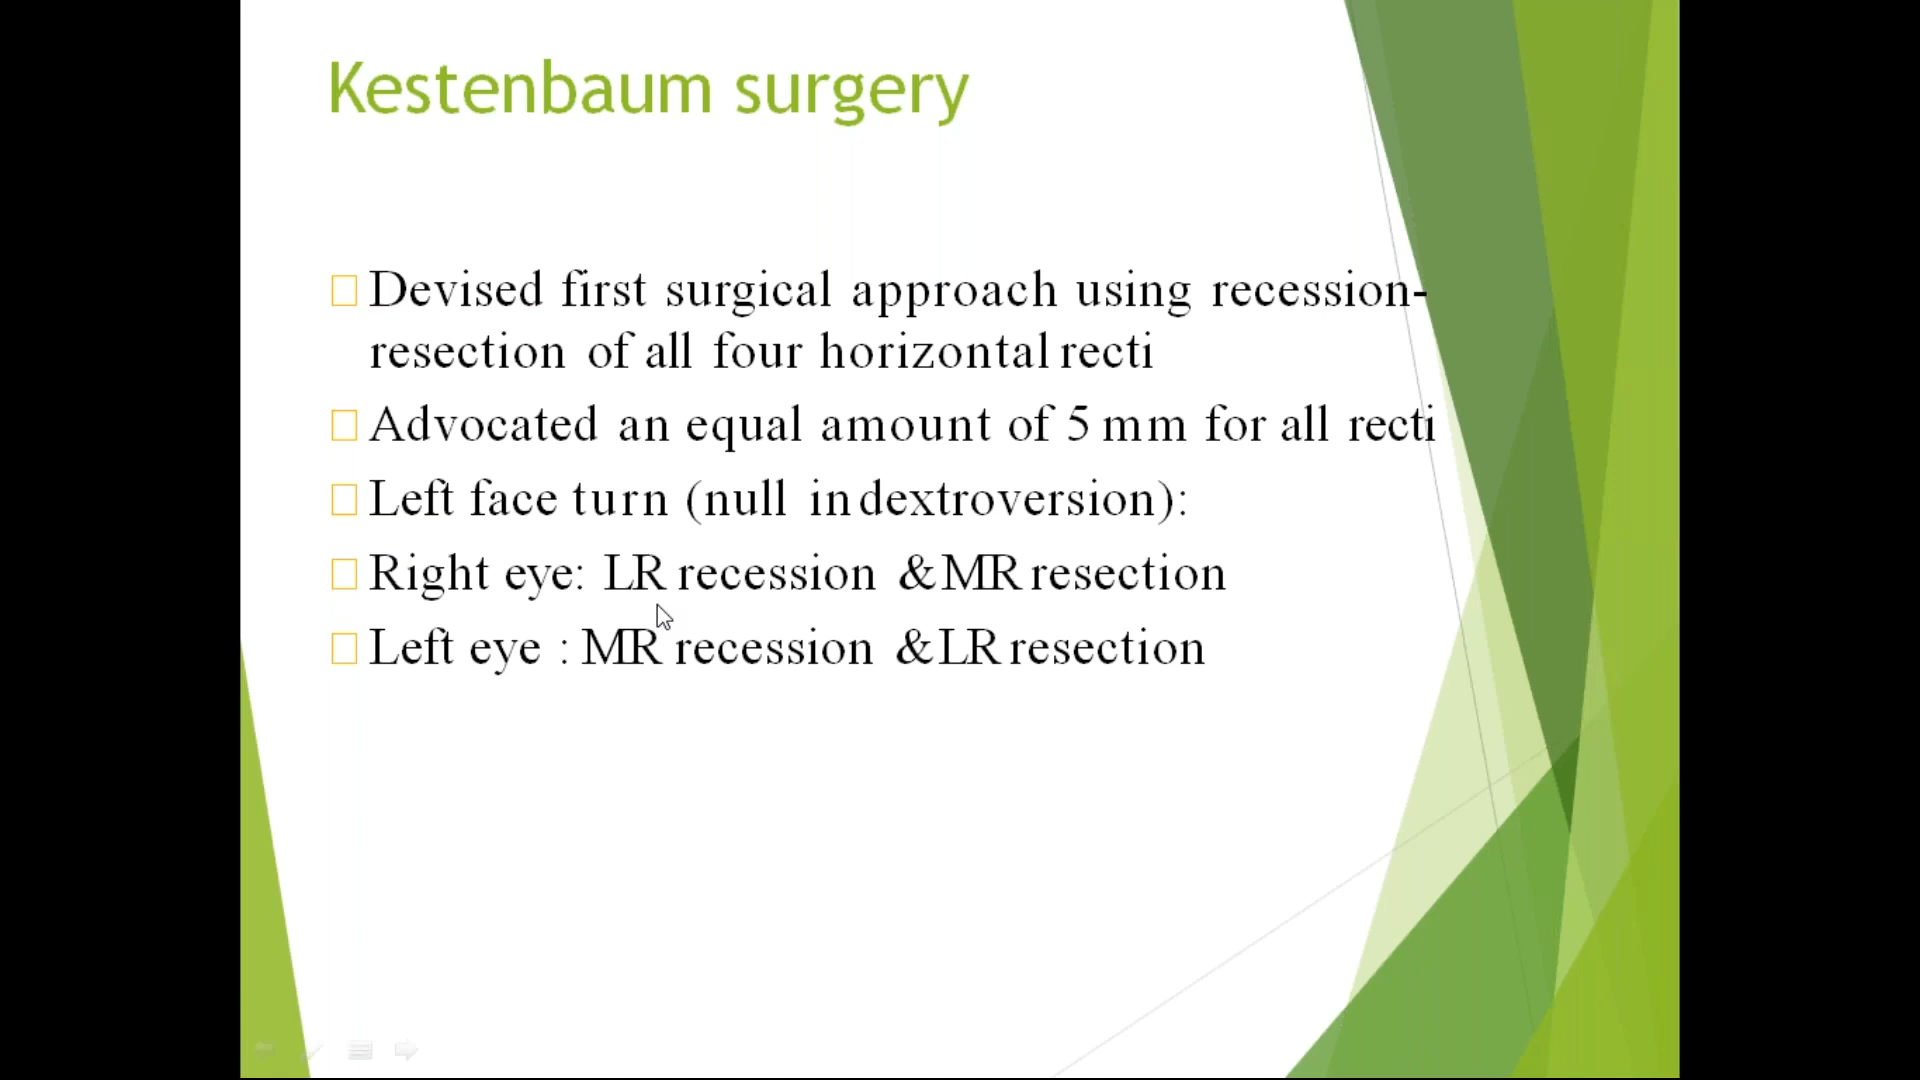 Kestenbaum surgery
Devised first surgical approach using recession-
resection of all four horizontal recti
Advocated an equal amount of 5 mm for all recti
Left face turn (null in dextroversion):
Right eye: LR recession & MR resection
Left eye : MR recession & LR resection